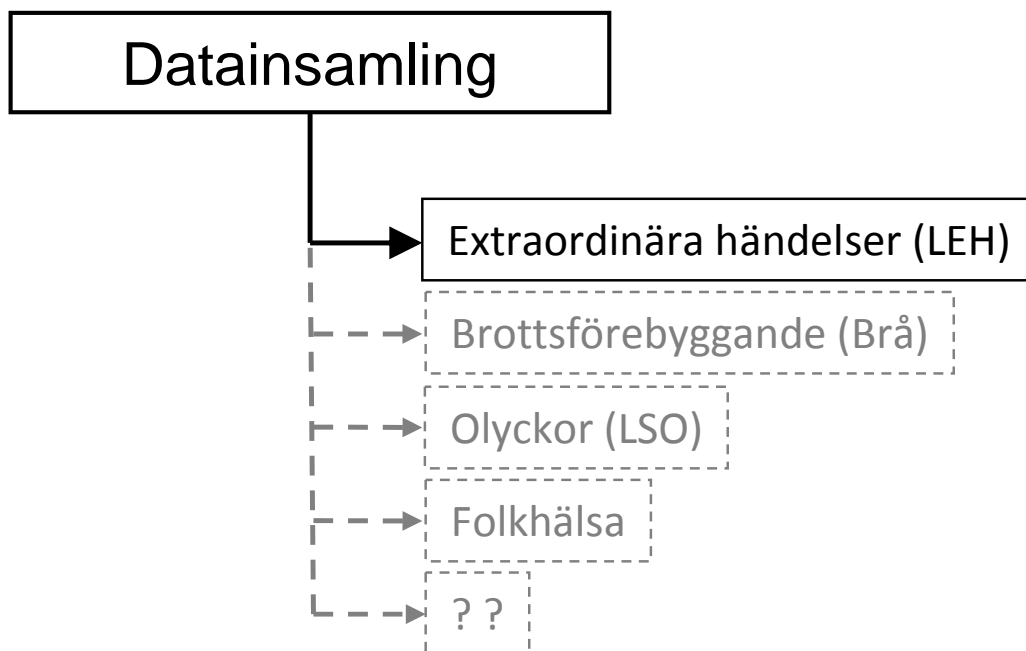 Datainsamling
Extraordinära händelser (LEH)
Brottsförebyggande (Brå)
Olyckor (LSO)
Folkhälsa
? ?